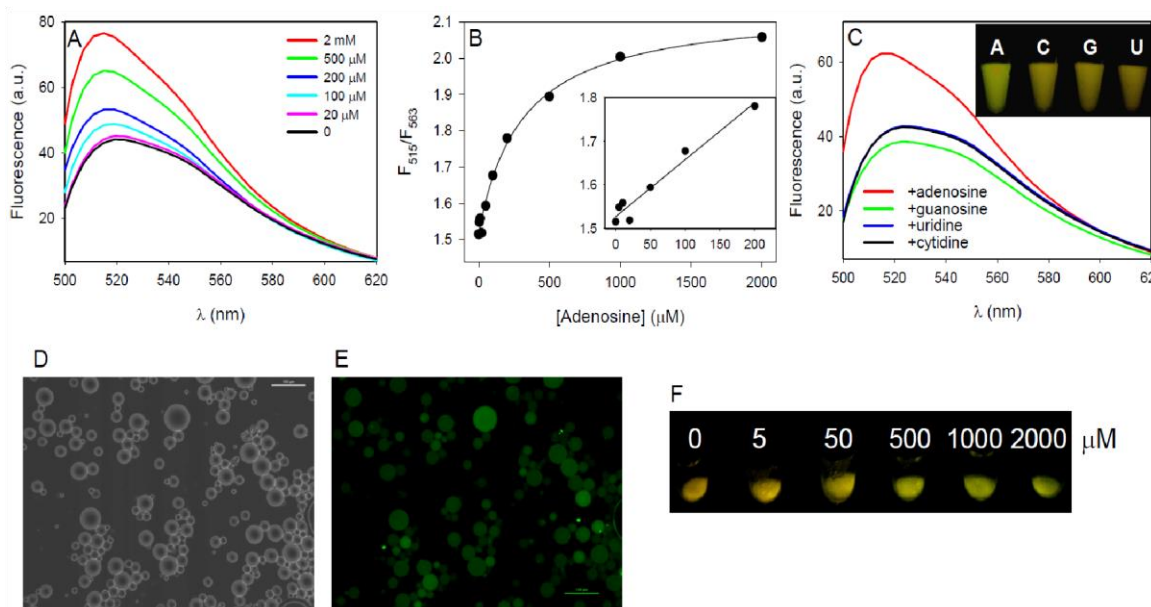 A
80
60
40
20
Fluorescence (a.u.)
2 mM
500 μM
200 μM
100 μM
20 μM
0
500 520 540 560 580 600 620
λ (nm)
B
2.1
2.0
1.9
1.8
1.7
1.6
1.5
F515/F563
1.8
1.7
1.6
1.5
0 50 100 150 200
0 500 1000 1500 2000
[Adenosine] (μM)
C
A C G U
60
40
20
Fluorescence (a.u.)
+adenosine
+guanosine
+uridine
+cytidine
500 520 540 560 580 600 620
λ (nm)
D
E
F
0 5 50 500 1000 2000 μM